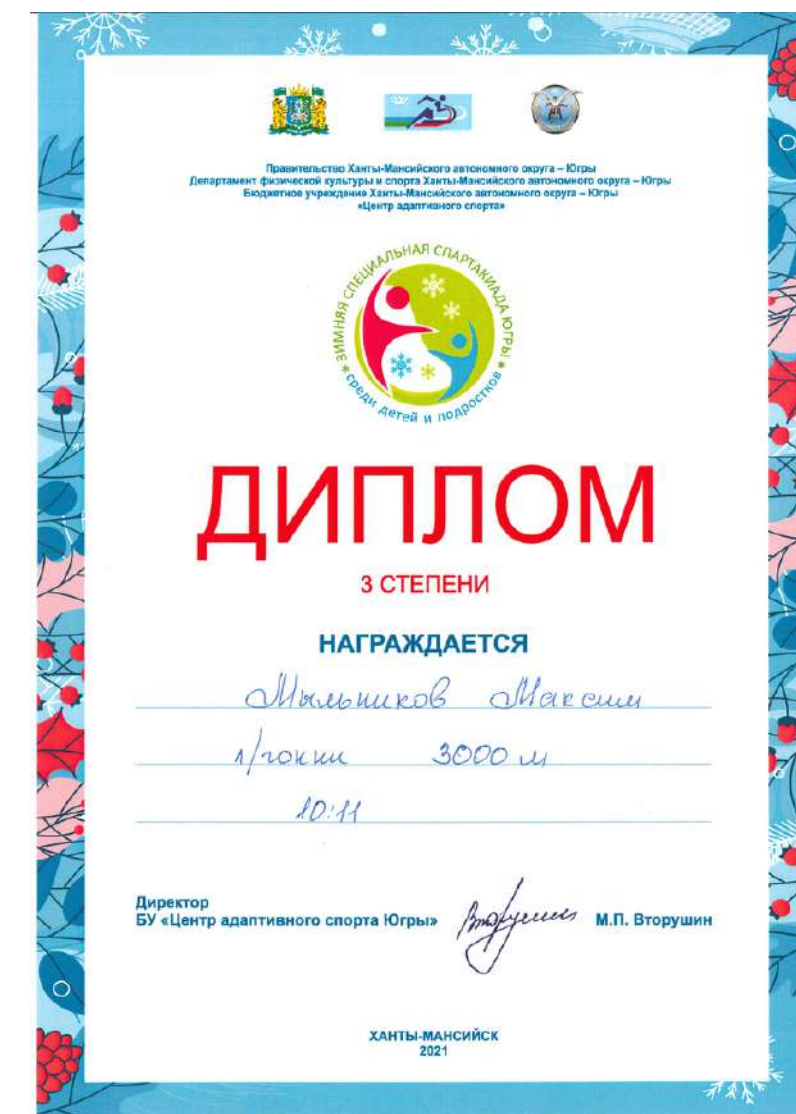 Правительство Ханты-Мансийского автономного округа – Югры
Департамент физической культуры и спорта Ханты-Мансийского автономного округа – Югры
Бюджетное учреждение Ханты-Мансийского автономного округа – Югры
«Центр адаптивного спорта»
* ЗИМНЯЯ СПЕЦИАЛЬНАЯ СПАРТАКИАДА ЮГРЫ *
среди детей и подростков
ДИПЛОМ
3 СТЕПЕНИ
НАГРАЖДАЕТСЯ
Мыльников Максим
л/гонки 3000 м
10:11
Директор
БУ «Центр адаптивного спорта Югры» Вторушин М.П. Вторушин
ХАНТЫ-МАНСИЙСК
2021